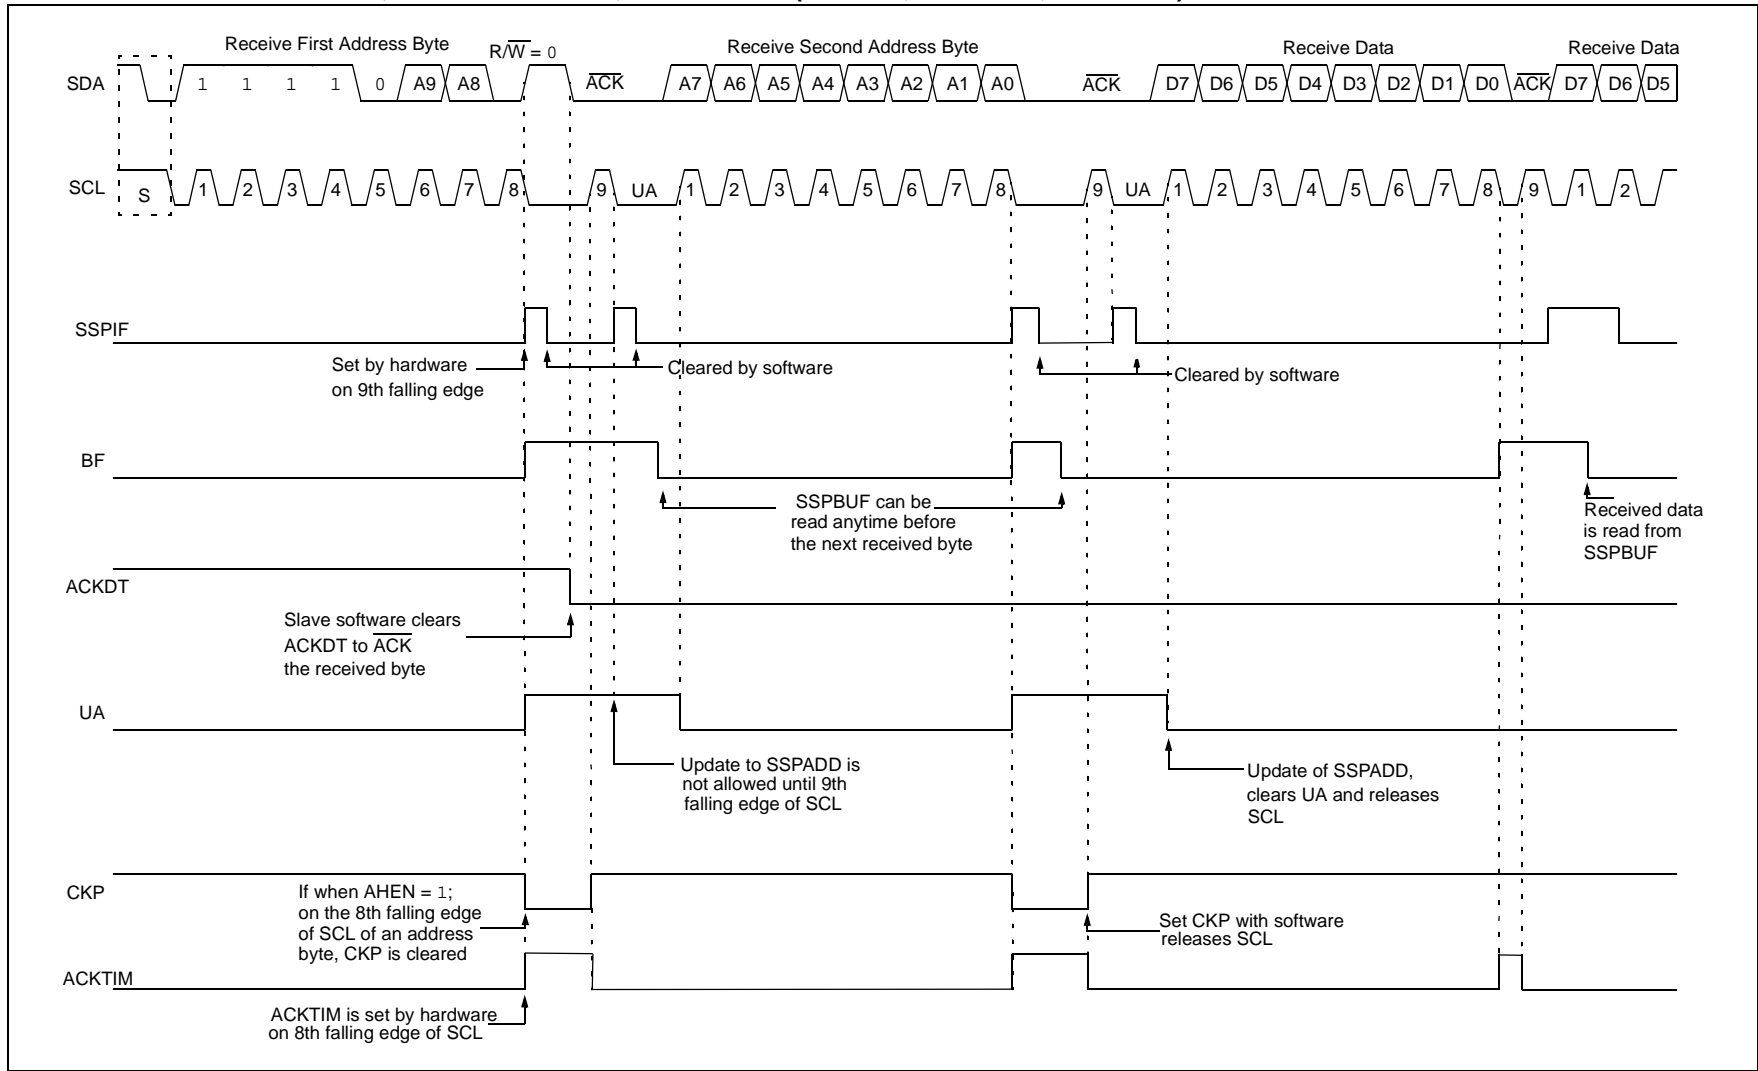 Receive First Address Byte
R/W = 0
Receive Second Address Byte
Receive Data
Receive Data
SDA
1 1 1 1 0 A9 A8
ACK
A7 A6 A5 A4 A3 A2 A1 A0
ACK
D7 D6 D5 D4 D3 D2 D1 D0
ACK
D7 D6 D5
SCL
S
1 2 3 4 5 6 7 8
9
UA
1 2 3 4 5 6 7 8
9
UA
1 2 3 4 5 6 7 8
9
1 2
SSPIF
Set by hardware
on 9th falling edge
Cleared by software
Cleared by software
BF
SSPBUF can be
read anytime before
the next received byte
Received data
is read from
SSPBUF
ACKDT
Slave software clears
ACKDT to ACK
the received byte
UA
Update to SSPADD is
not allowed until 9th
falling edge of SCL
Update of SSPADD,
clears UA and releases
SCL
CKP
If when AHEN = 1;
on the 8th falling edge
of SCL of an address
byte, CKP is cleared
Set CKP with software
releases SCL
ACKTIM
ACKTIM is set by hardware
on 8th falling edge of SCL